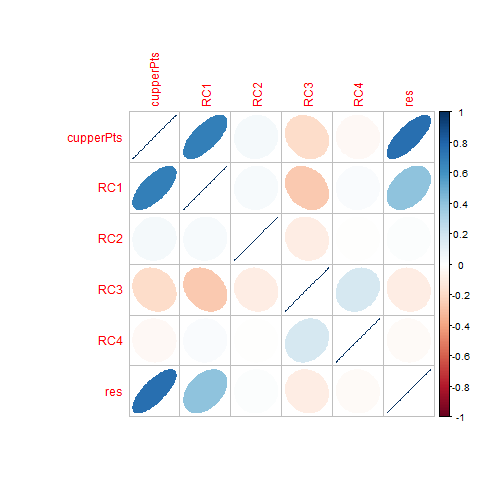 cupperPts RC1 RC2 RC3 RC4 res
cupperPts
RC1
RC2
RC3
RC4
res
1
0.8
0.6
0.4
0.2
0
-0.2
-0.4
-0.6
-0.8
-1